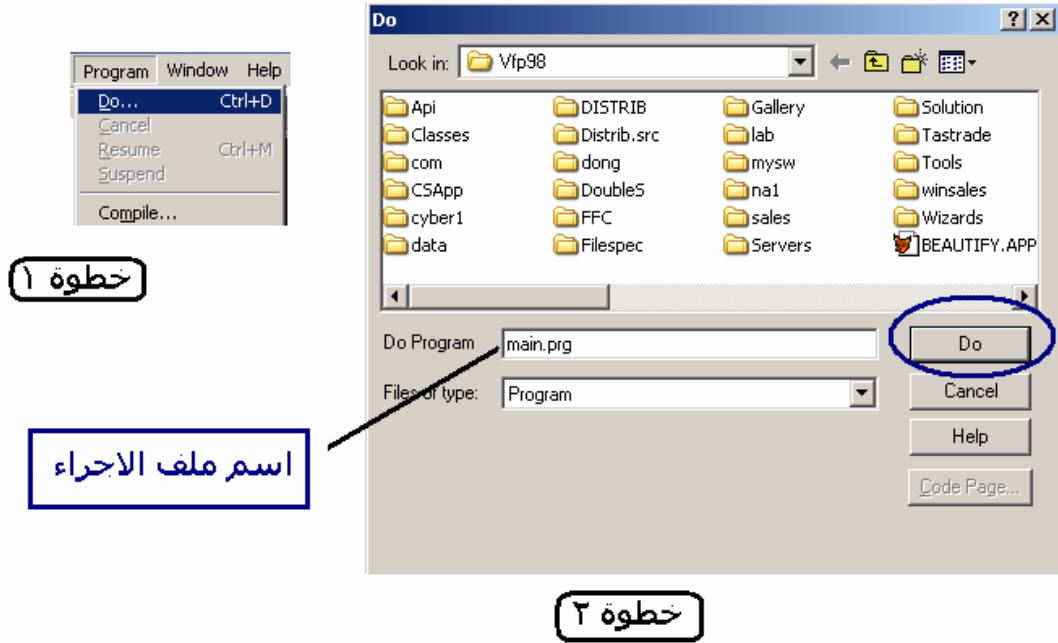 Program Window Help
Do... Ctrl+D
Cancel
Resume Ctrl+M
Suspend
Compile...
خطوة ١
Do
Look in: Vfp98
Api DISTRIB Gallery Solution
Classes Distrib.src lab Tastrade
com dong mysw Tools
CSApp DoubleS na1 winsales
cyber1 FFC sales Wizards
data Filespec Servers BEAUTIFY.APP
Do Program main.prg Do
Files of type: Program Cancel
Help
Code Page...
اسم ملف الاجراء
خطوة ٢